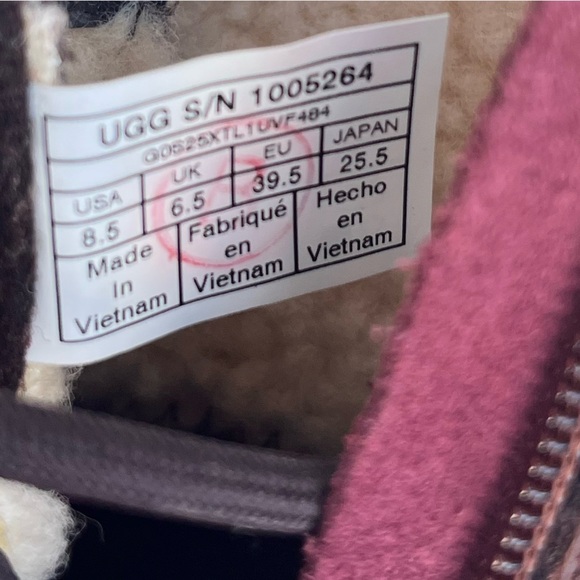 UGG S/N 1005264
G0S25XTL1UVF484
USA UK EU JAPAN
8.5 6.5 39.5 25.5
Made Fabriqué Hecho
In en en
Vietnam Vietnam Vietnam